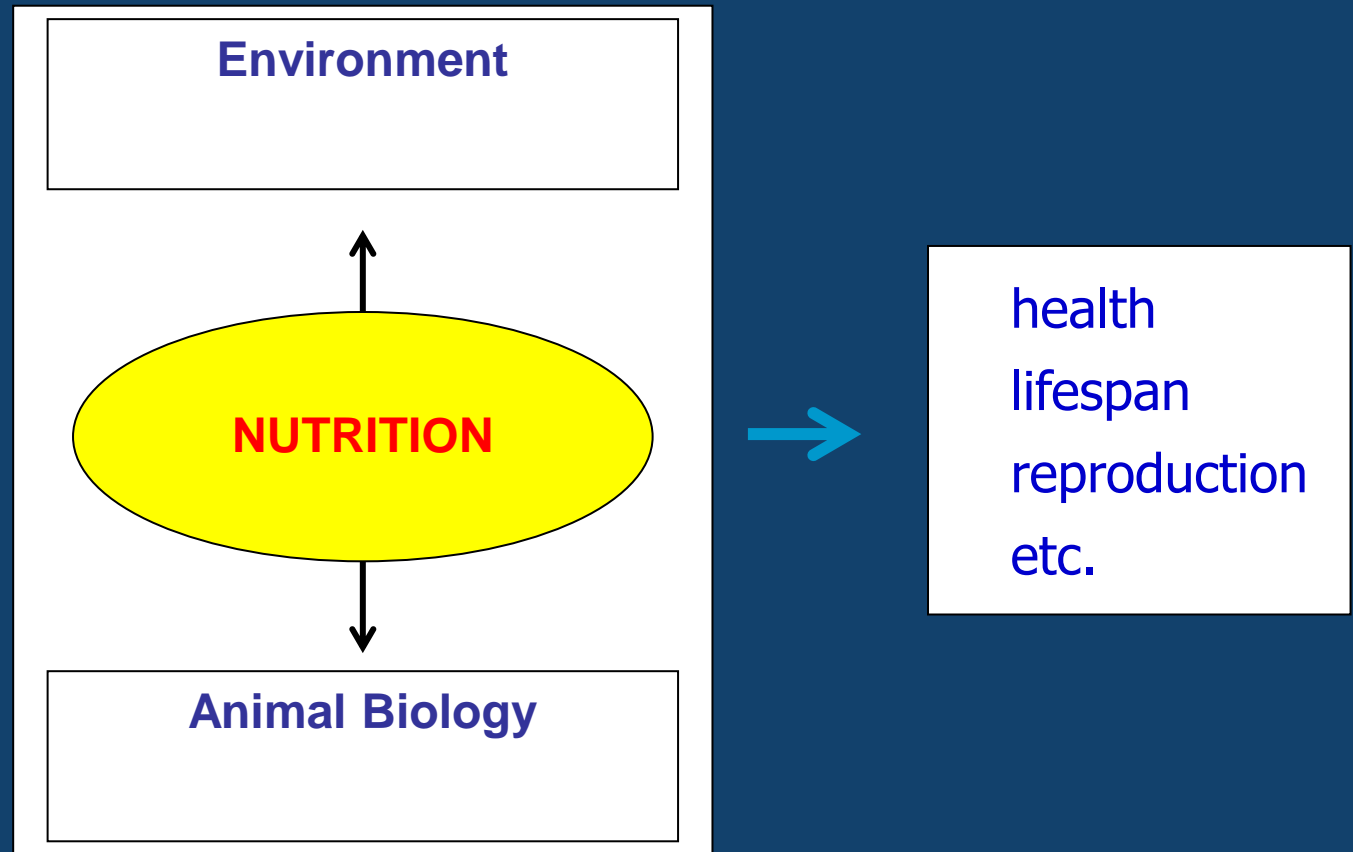 Environment
NUTRITION
Animal Biology
health
lifespan
reproduction
etc.